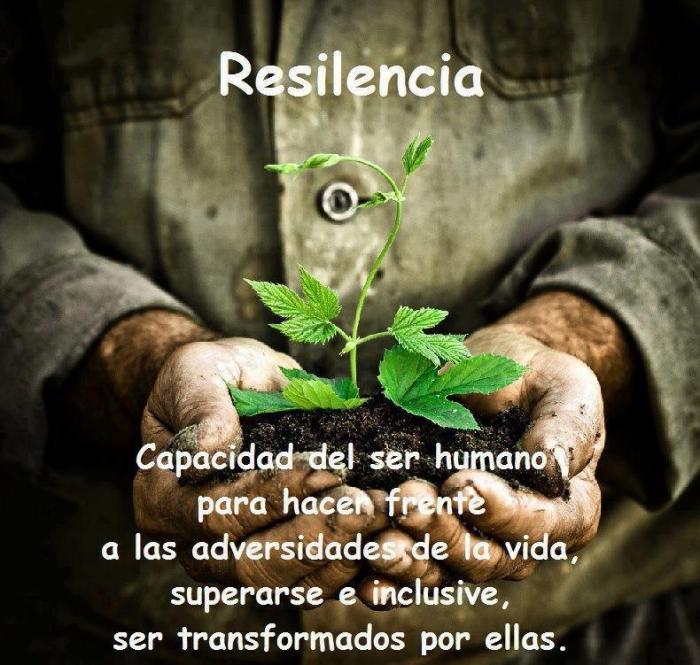 Resilencia
Capacidad del ser humano
para hacer frente
a las adversidades de la vida,
superarse e inclusive,
ser transformados por ellas.